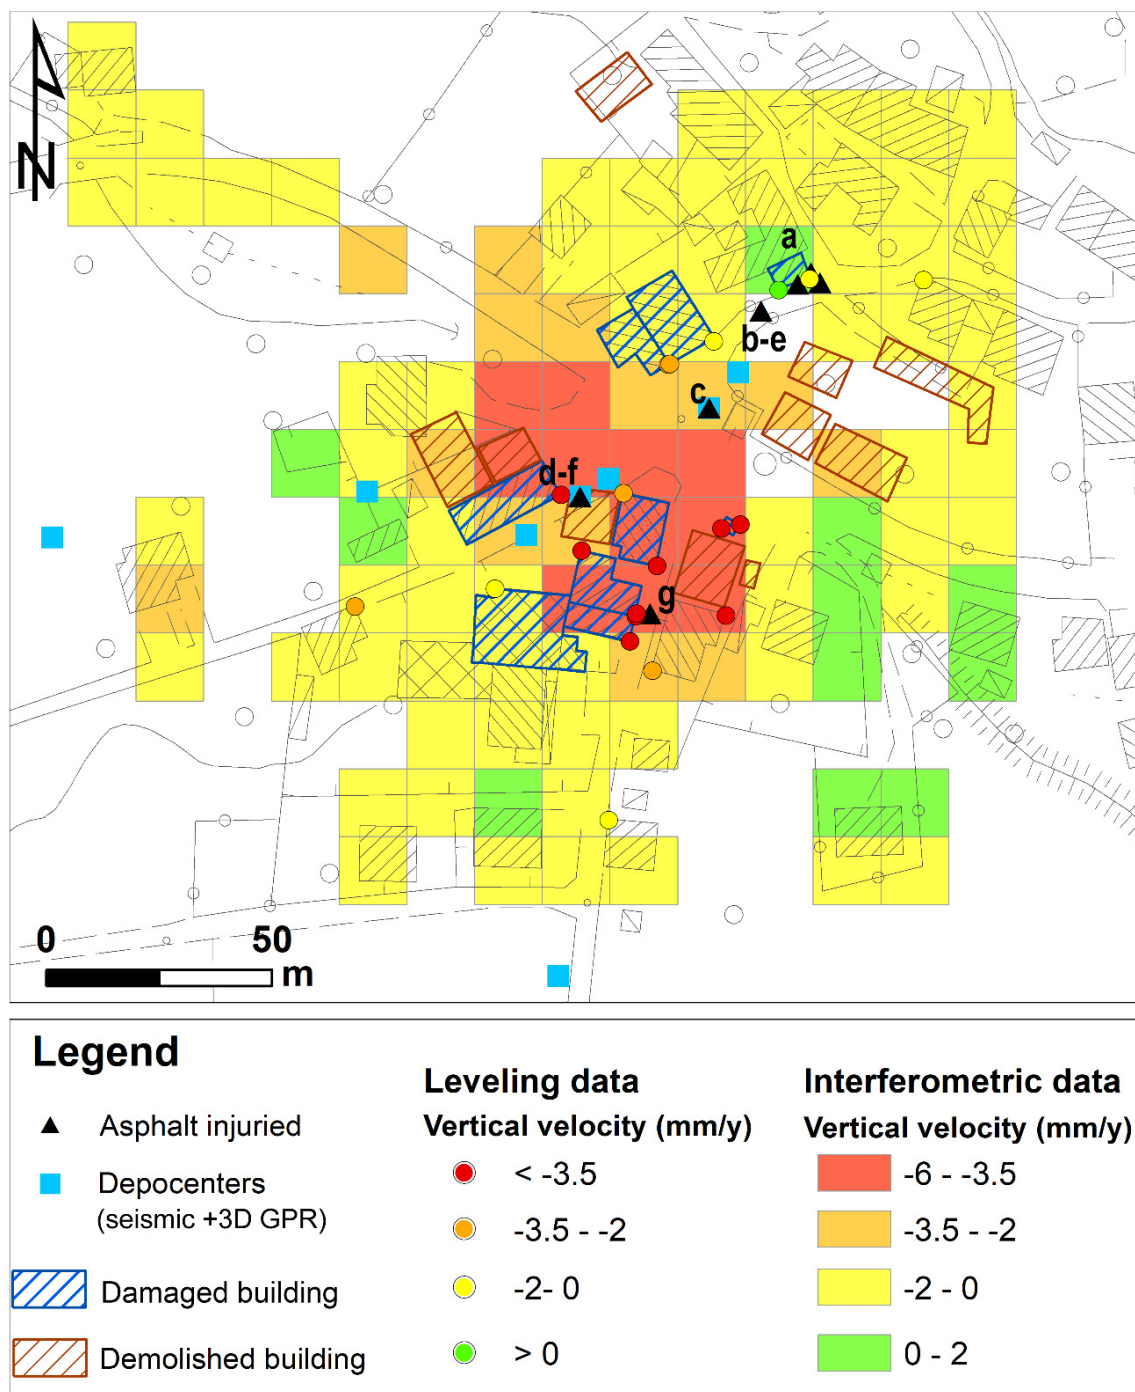 N
a
b-e
c
d-f
g
0 50
m
Legend
Asphalt injuried
Depocenters
(seismic +3D GPR)
Damaged building
Demolished building
Leveling data
Vertical velocity (mm/y)
< -3.5
-3.5 - -2
-2- 0
> 0
Interferometric data
Vertical velocity (mm/y)
-6 - -3.5
-3.5 - -2
-2 - 0
0 - 2